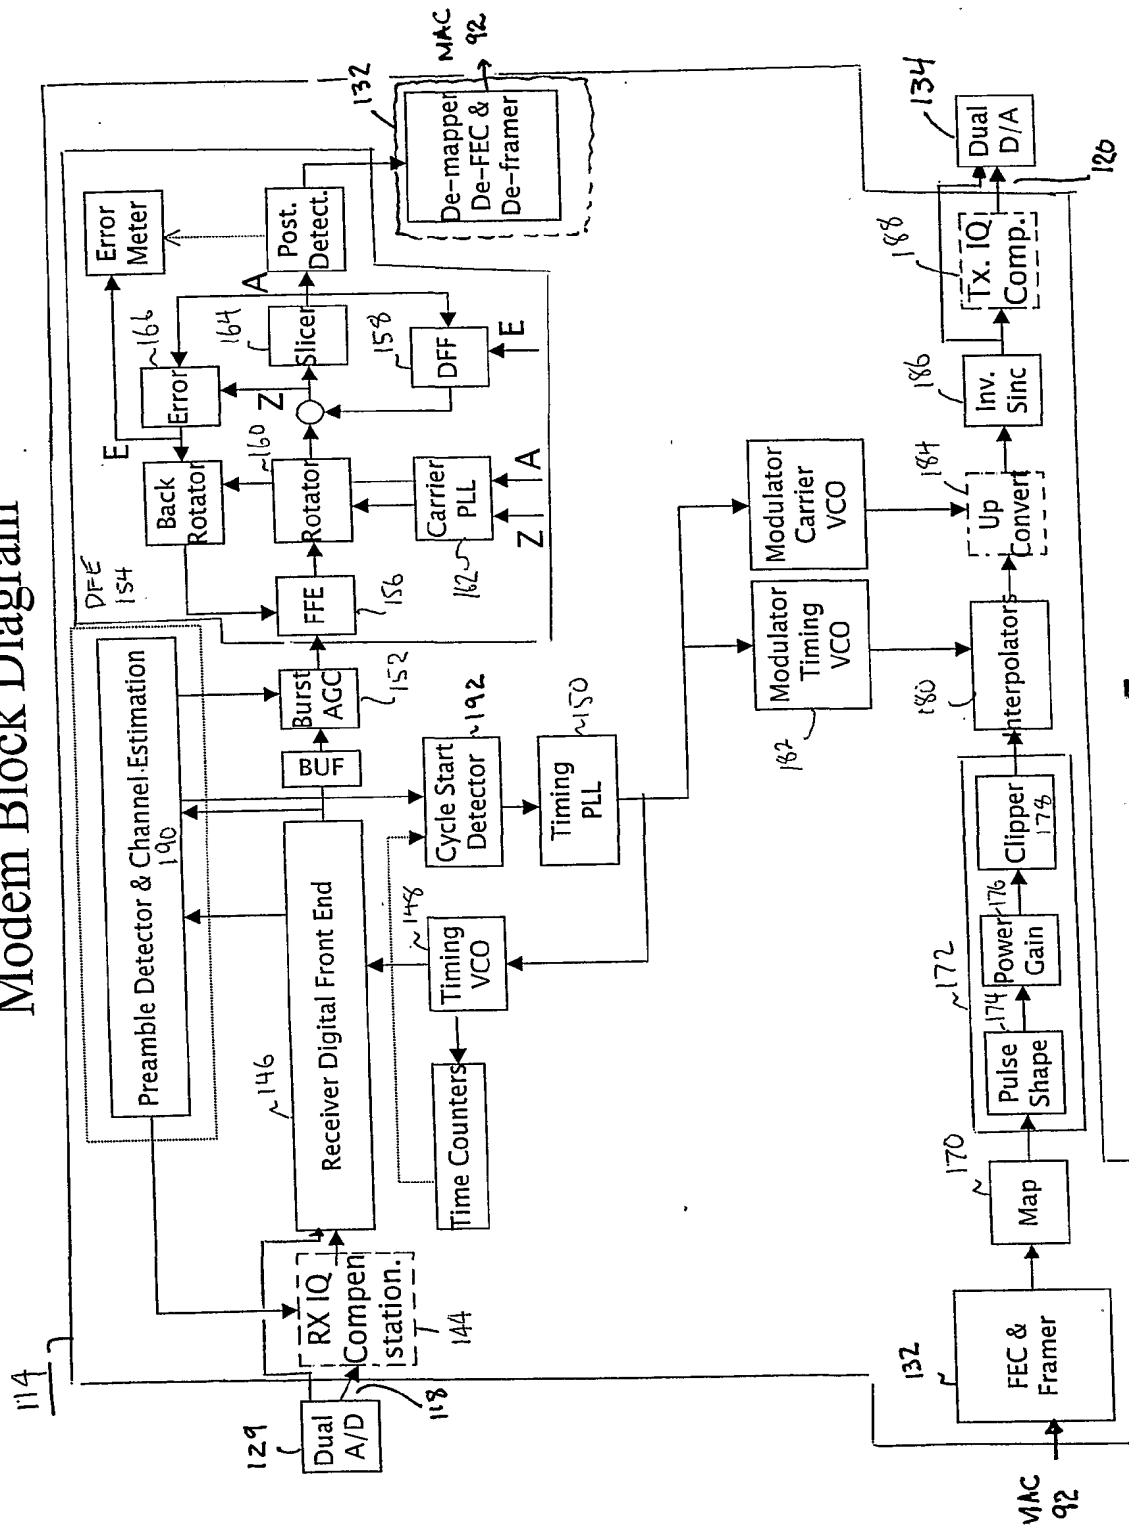 Modem Block Diagram
114
Preamble Detector & Channel Estimation
190
DFE
154
Back
Rotator
E
Error
~166
Error
Meter
132
MAC
92
129
Dual
A/D
118
RX IQ
Compen
station.
144
~146
Receiver Digital Front End
BUF
Burst
AGC
152
FFE
156
Rotator
~160
Z
Slicer
164
A
Post.
Detect.
De-mapper
De-FEC &
De-framer
Carrier
PLL
162
Z
A
DFF
158
E
Time Counters
Timing
VCO
~148
Cycle Start
Detector
~192
Timing
PLL
~150
Modulator
Timing
VCO
182
Modulator
Carrier
VCO
MAC
92
132
FEC &
Framer
Map
~170
~172
Pulse
Shape
174
Power
Gain
176
Clipper
178
Interpolators
180
Up
Convert
184
Inv.
Sinc
186
Tx. IQ
Comp.
188
Dual
D/A
134
120